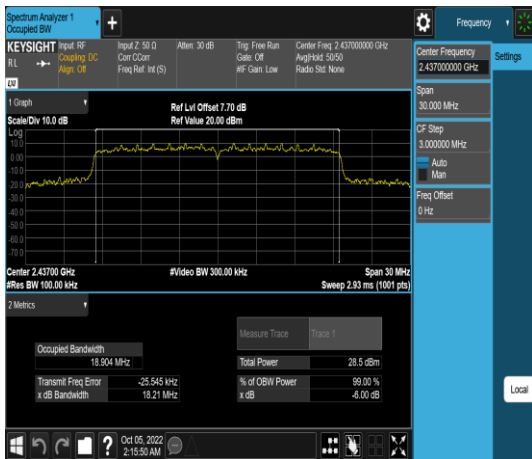 Spectrum Analyzer 1
Occupied BW
+
Frequency
KEYSIGHT
RL
LXI
Input: RF
Coupling: DC
Align: Off
Input Z: 50 Ω
Corr CCorr
Freq Ref: Int (S)
Atten: 30 dB
Trig: Free Run
Gate: Off
#IF Gain: Low
Center Freq: 2.437000000 GHz
Avg|Hold: 50/50
Radio Std: None
Center Frequency
2.437000000 GHz
Settings
Span
30.000 MHz
CF Step
3.000000 MHz
Auto
Man
Freq Offset
0 Hz
1 Graph
Scale/Div 10.0 dB
Ref Lvl Offset 7.70 dB
Ref Value 20.00 dBm
Log
10.0
0.00
-10.0
-20.0
-30.0
-40.0
-50.0
-60.0
-70.0
Center 2.43700 GHz
#Res BW 100.00 kHz
#Video BW 300.00 kHz
Span 30 MHz
Sweep 2.93 ms (1001 pts)
2 Metrics
Measure Trace
Trace 1
Occupied Bandwidth
18.904 MHz
Total Power
28.5 dBm
Transmit Freq Error
-25.545 kHz
% of OBW Power
99.00 %
x dB Bandwidth
18.21 MHz
x dB
-6.00 dB
Local
?
Oct 05, 2022
2:15:50 AM